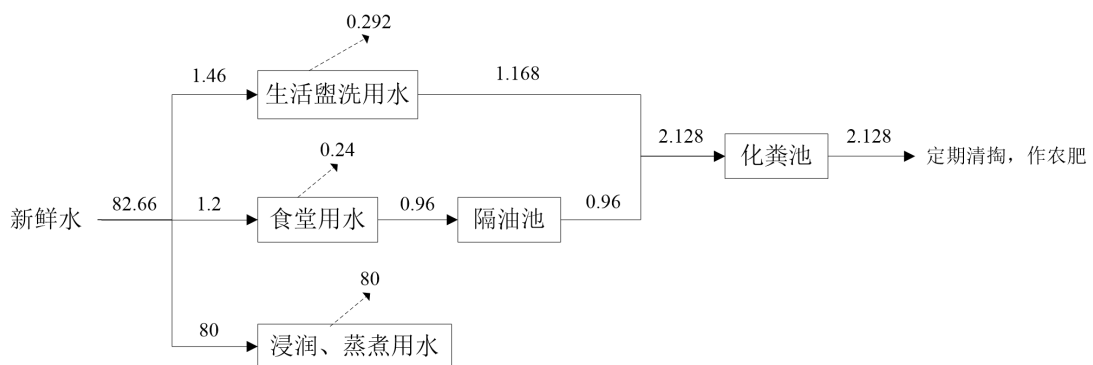 0.292
1.46
生活盥洗用水
1.168
0.24
2.128
化粪池
2.128
定期清掏，作农肥
新鲜水
82.66
1.2
食堂用水
0.96
隔油池
0.96
80
80
浸润、蒸煮用水